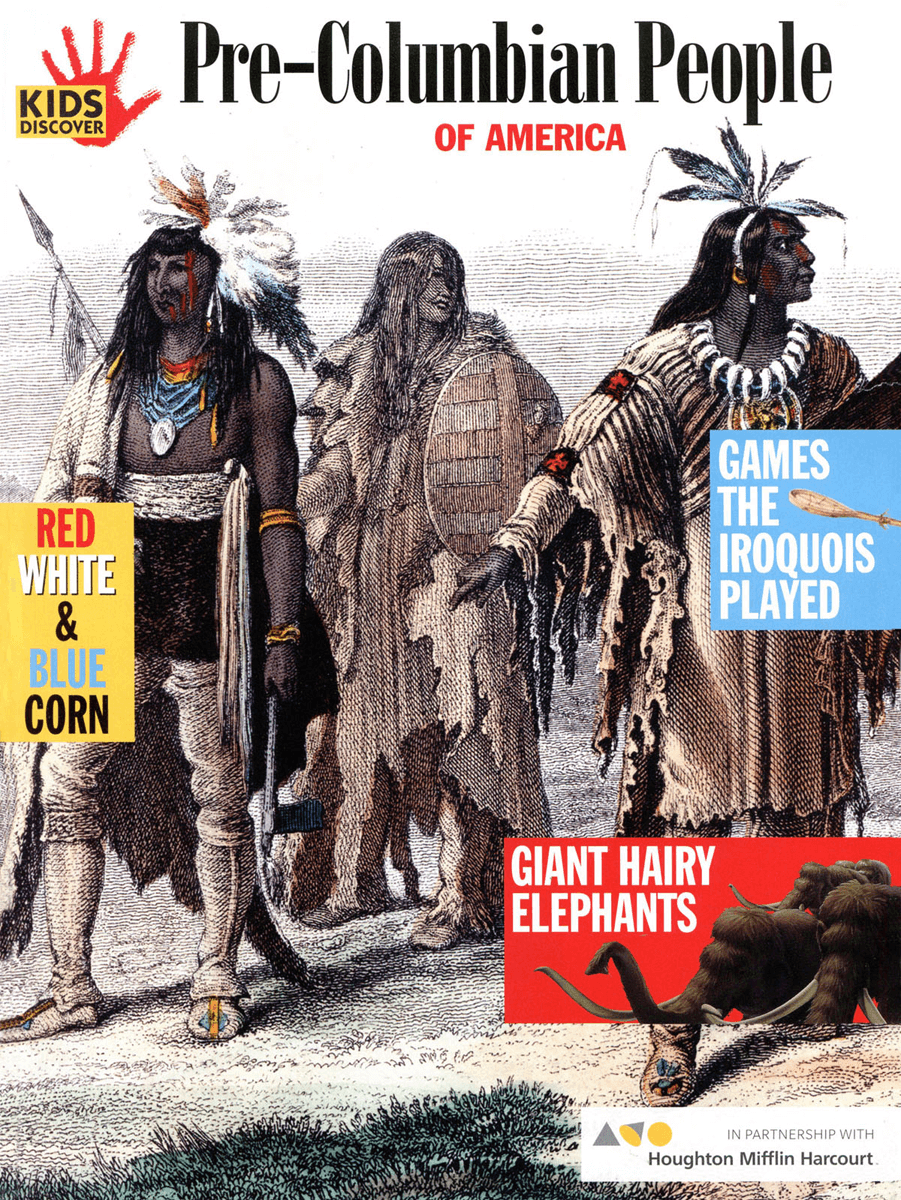 KIDS
DISCOVER
Pre-Columbian People
OF AMERICA
RED
WHITE
&
BLUE
CORN
GAMES
THE
IROQUOIS
PLAYED
GIANT HAIRY
ELEPHANTS
IN PARTNERSHIP WITH
Houghton Mifflin Harcourt